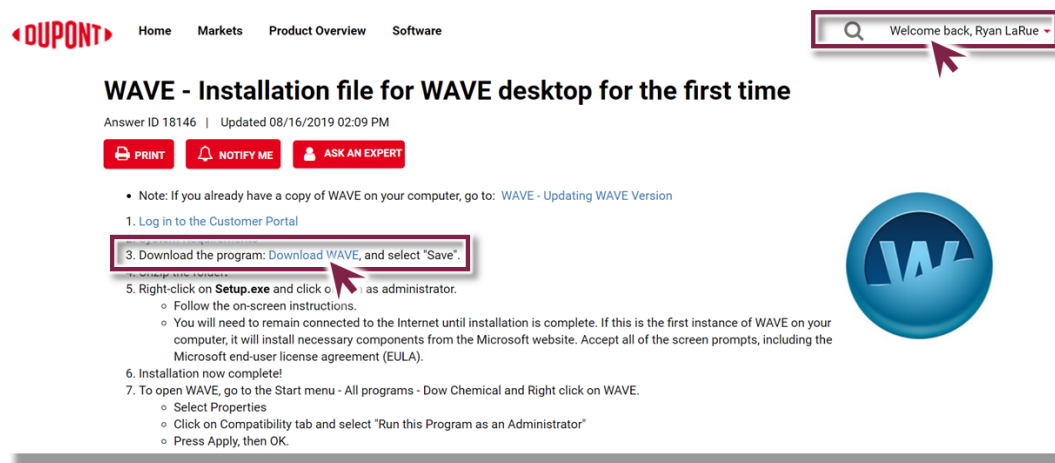 DUPONT Home Markets Product Overview Software Welcome back, Ryan LaRue
WAVE - Installation file for WAVE desktop for the first time
Answer ID 18146 | Updated 08/16/2019 02:09 PM
PRINT NOTIFY ME ASK AN EXPERT
• Note: If you already have a copy of WAVE on your computer, go to: WAVE - Updating WAVE Version
1. Log in to the Customer Portal
3. Download the program: Download WAVE, and select "Save".
4. Unzip the folder.
5. Right-click on Setup.exe and click as administrator.
Follow the on-screen instructions.
You will need to remain connected to the Internet until installation is complete. If this is the first instance of WAVE on your
computer, it will install necessary components from the Microsoft website. Accept all of the screen prompts, including the
Microsoft end-user license agreement (EULA).
6. Installation now complete!
7. To open WAVE, go to the Start menu - All programs - Dow Chemical and Right click on WAVE.
Select Properties
Click on Compatibility tab and select "Run this Program as an Administrator"
Press Apply, then OK.
W